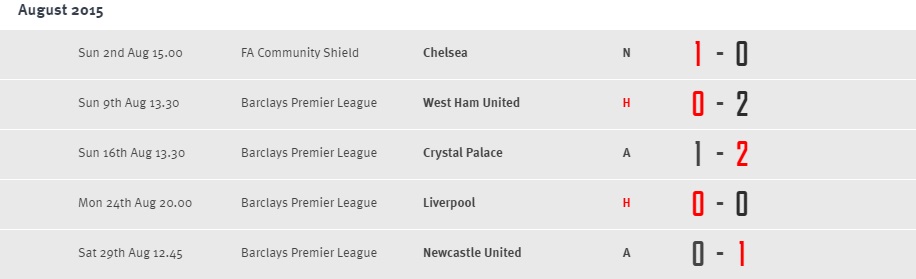 August 2015
Sun 2nd Aug 15.00 FA Community Shield Chelsea N 1 - 0
Sun 9th Aug 13.30 Barclays Premier League West Ham United H 0 - 2
Sun 16th Aug 13.30 Barclays Premier League Crystal Palace A 1 - 2
Mon 24th Aug 20.00 Barclays Premier League Liverpool H 0 - 0
Sat 29th Aug 12.45 Barclays Premier League Newcastle United A 0 - 1